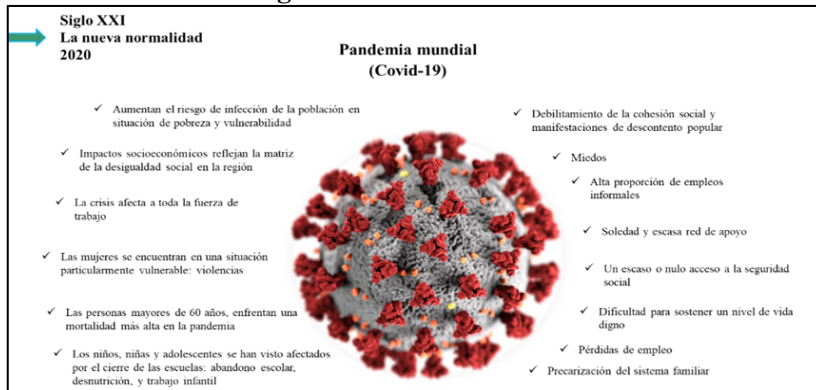 Siglo XXI
La nueva normalidad
2020
Pandemia mundial
(Covid-19)
✓ Aumentan el riesgo de infección de la población en
situación de pobreza y vulnerabilidad
✓ Impactos socioeconómicos reflejan la matriz
de la desigualdad social en la región
✓ La crisis afecta a toda la fuerza de
trabajo
✓ Las mujeres se encuentran en una situación
particularmente vulnerable: violencias
✓ Las personas mayores de 60 años, enfrentan una
mortalidad más alta en la pandemia
✓ Los niños, niñas y adolescentes se han visto afectados
por el cierre de las escuelas: abandono escolar,
desnutrición, y trabajo infantil
✓ Debilitamiento de la cohesión social y
manifestaciones de descontento popular
✓ Miedos
✓ Alta proporción de empleos
informales
✓ Soledad y escasa red de apoyo
✓ Un escaso o nulo acceso a la seguridad
social
✓ Dificultad para sostener un nivel de vida
digno
✓ Pérdidas de empleo
✓ Precarización del sistema familiar